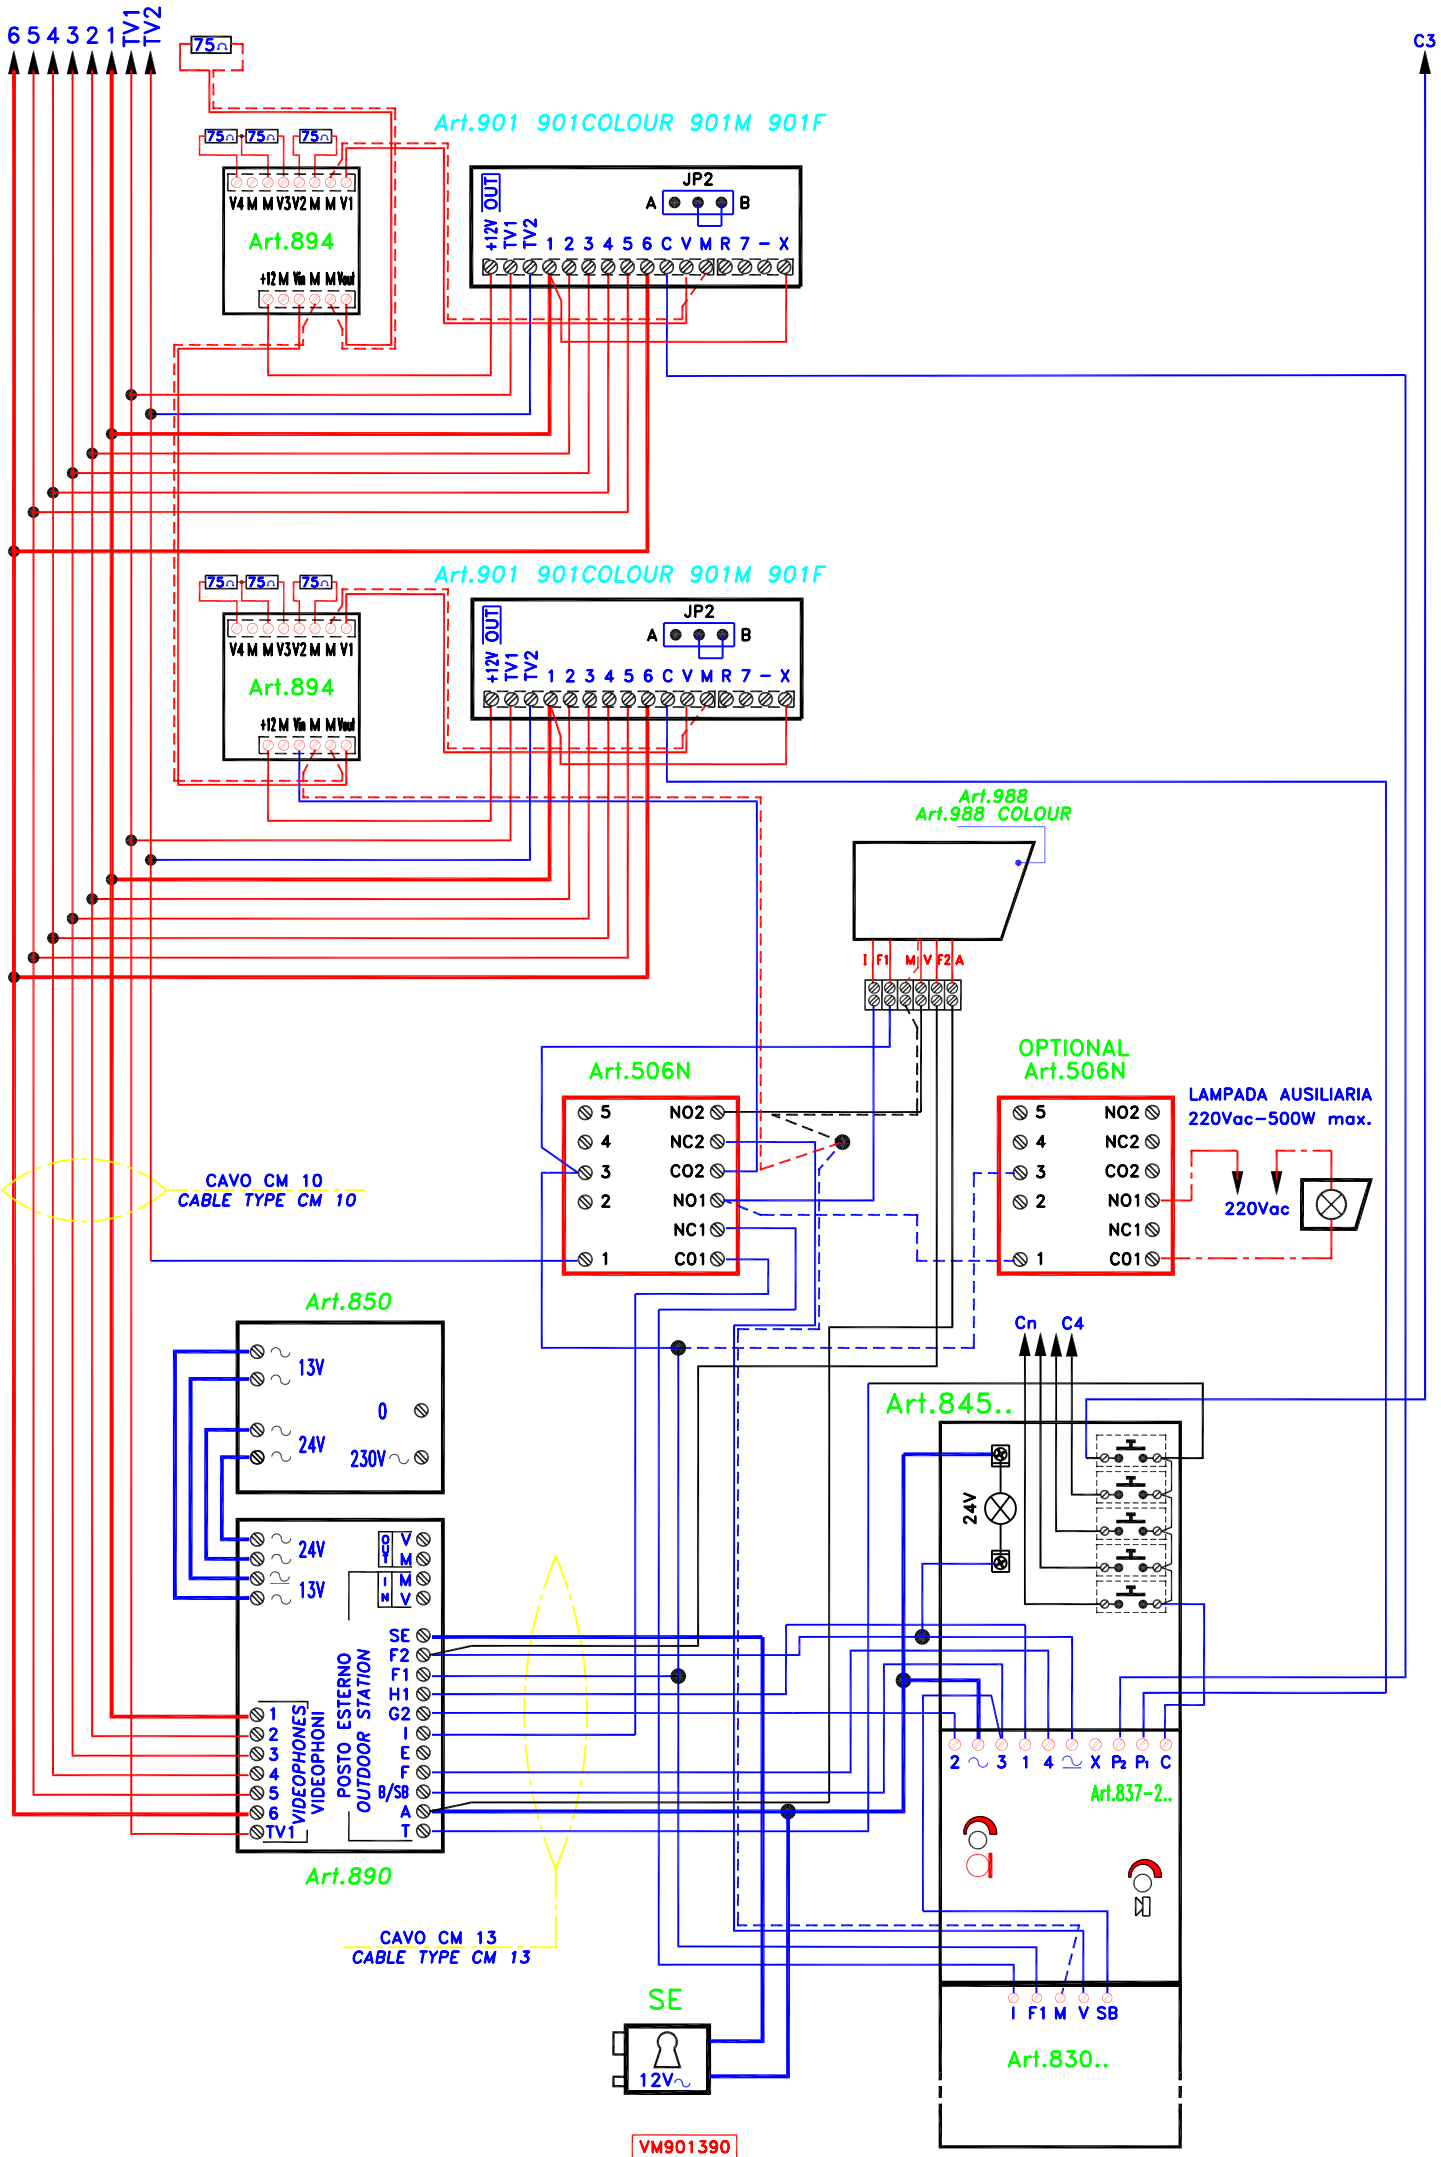 6 5 4 3 2 1 TV1 TV2
C3
75Ω
Art.901 901COLOUR 901M 901F
75Ω 75Ω 75Ω
V4 M M V3 V2 M M V1
Art.894
+12 M Vin M M Vout
JP2
A B
OUT
+12V TV1 TV2 1 2 3 4 5 6 C V M R 7 – X
Art.901 901COLOUR 901M 901F
75Ω 75Ω 75Ω
V4 M M V3 V2 M M V1
Art.894
+12 M Vin M M Vout
JP2
A B
OUT
+12V TV1 TV2 1 2 3 4 5 6 C V M R 7 – X
Art.988
Art.988 COLOUR
I F1 M V F2 A
Art.506N
5 NO2
4 NC2
3 CO2
2 NO1
NC1
1 CO1
OPTIONAL
Art.506N
5 NO2
4 NC2
3 CO2
2 NO1
NC1
1 CO1
LAMPADA AUSILIARIA
220Vac–500W max.
220Vac
CAVO CM 10
CABLE TYPE CM 10
Art.850
13V
0
24V
230V
24V
13V
OUT V
M
IN M
V
SE
F2
F1
H1
G2
I
E
F
B/SB
A
T
POSTO ESTERNO
OUTDOOR STATION
1
2
3
4
5
6
TV1
VIDEOPHONES
VIDEOPHONI
Art.890
CAVO CM 13
CABLE TYPE CM 13
Cn C4
Art.845..
24V
2 ~ 3 1 4 ~ X P2 P1 C
Art.837-2..
I F1 M V SB
Art.830..
SE
12V~
VM901390